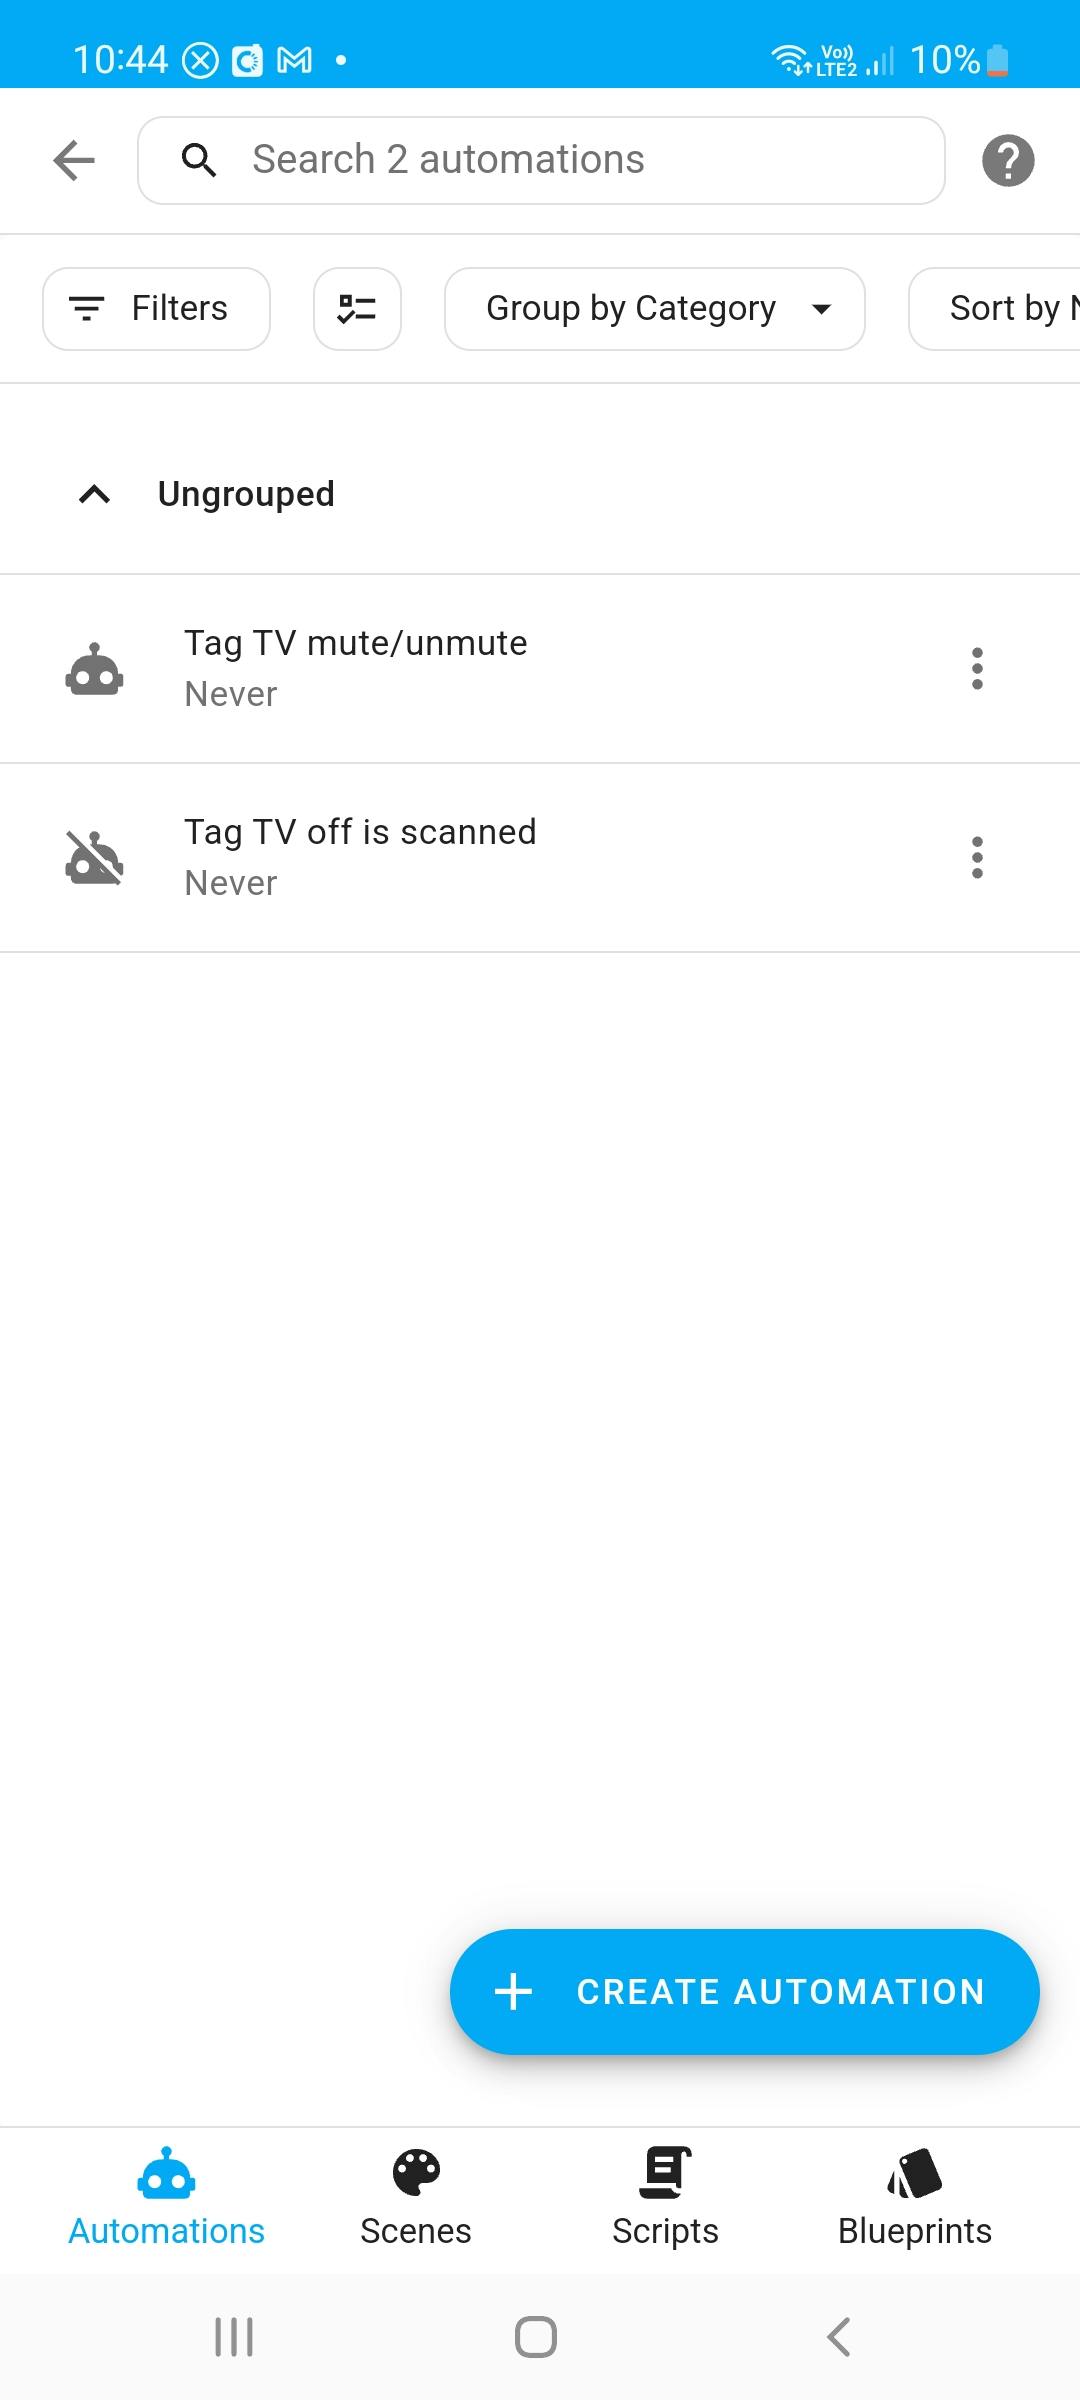 10:44
Vo))
LTE2
10%
Search 2 automations
Filters
Group by Category
Sort by N
Ungrouped
Tag TV mute/unmute
Never
Tag TV off is scanned
Never
CREATE AUTOMATION
Automations
Scenes
Scripts
Blueprints